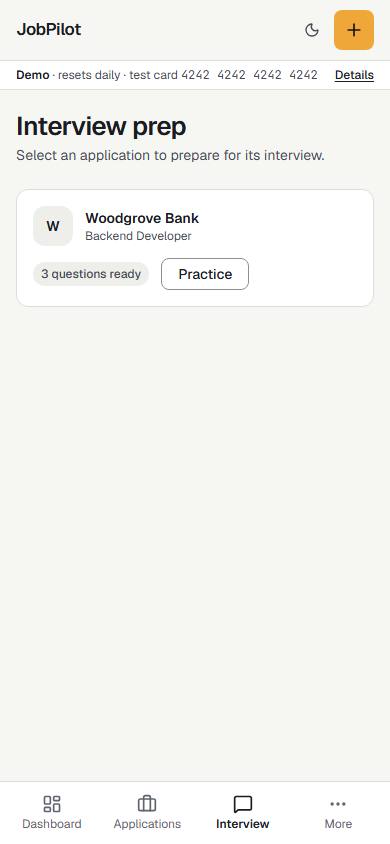 JobPilot
Demo · resets daily · test card 4242 4242 4242 4242 Details
Interview prep
Select an application to prepare for its interview.
W
Woodgrove Bank
Backend Developer
3 questions ready
Practice
Dashboard
Applications
Interview
More